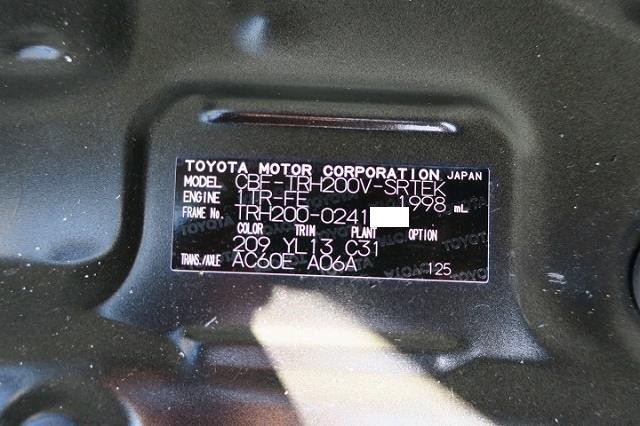 TOYOTA MOTOR CORPORATION JAPAN
MODEL CBF-TRH200V-SRTEK
ENGINE 1TR-FE 1998 mL
FRAME No. TRH200-0241
COLOR TRIM PLANT OPTION
209 YL13 C31
TRANS./AXLE AC60E A06A 125